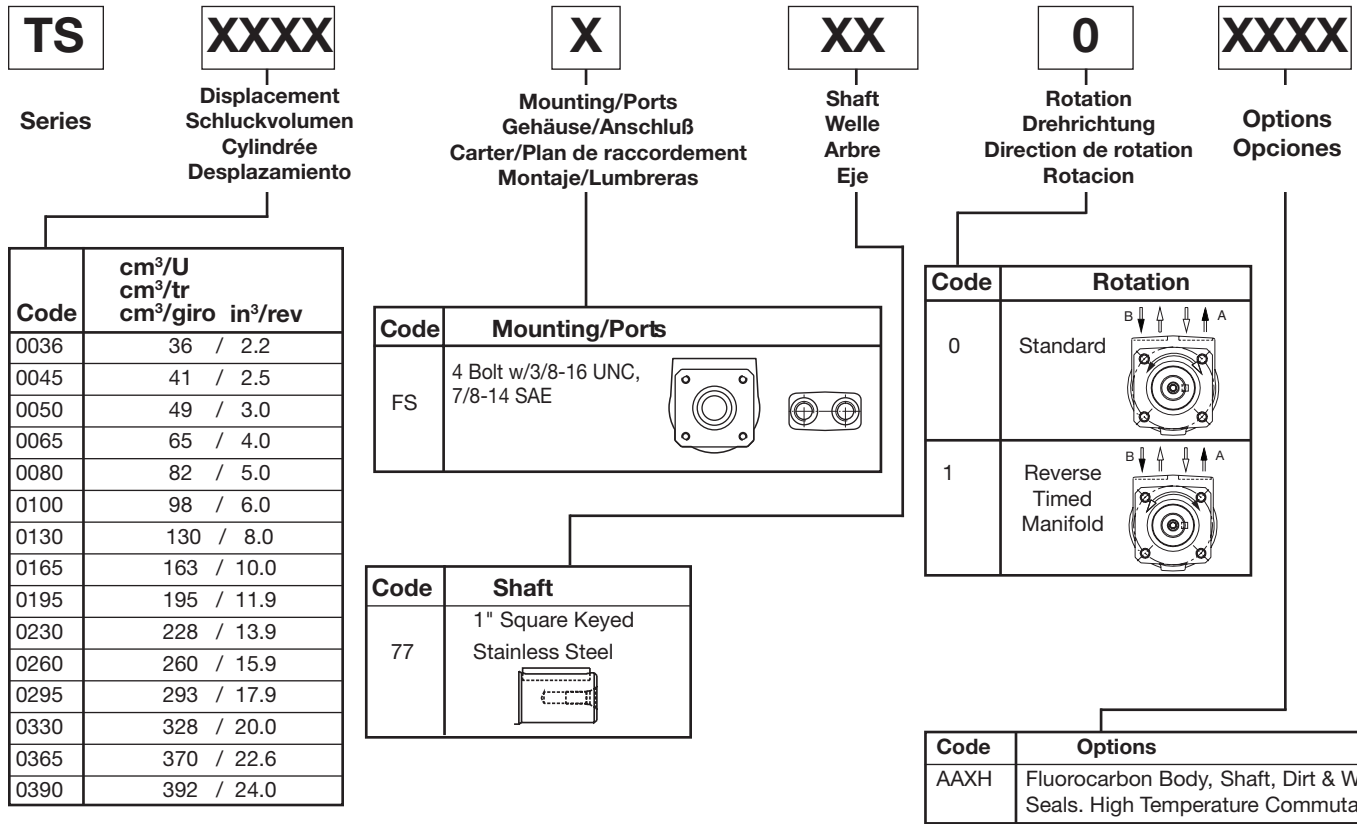 TS XXXX X XX 0 XXXX
Series
Displacement
Schluckvolumen
Cylindrée
Desplazamiento
Mounting/Ports
Gehäuse/Anschluß
Carter/Plan de raccordement
Montaje/Lumbreras
Shaft
Welle
Arbre
Eje
Rotation
Drehrichtung
Direction de rotation
Rotacion
Options
Opciones
cm³/U
cm³/tr
Code cm³/giro in³/rev
0036 36 / 2.2
0045 41 / 2.5
0050 49 / 3.0
0065 65 / 4.0
0080 82 / 5.0
0100 98 / 6.0
0130 130 / 8.0
0165 163 / 10.0
0195 195 / 11.9
0230 228 / 13.9
0260 260 / 15.9
0295 293 / 17.9
0330 328 / 20.0
0365 370 / 22.6
0390 392 / 24.0
Code Mounting/Ports
4 Bolt w/3/8-16 UNC,
FS 7/8-14 SAE
Code Shaft
1" Square Keyed
77 Stainless Steel
Code Rotation
B A
0 Standard
B A
1 Reverse
Timed
Manifold
Code Options
AAXH Fluorocarbon Body, Shaft, Dirt & W
Seals. High Temperature Commuta